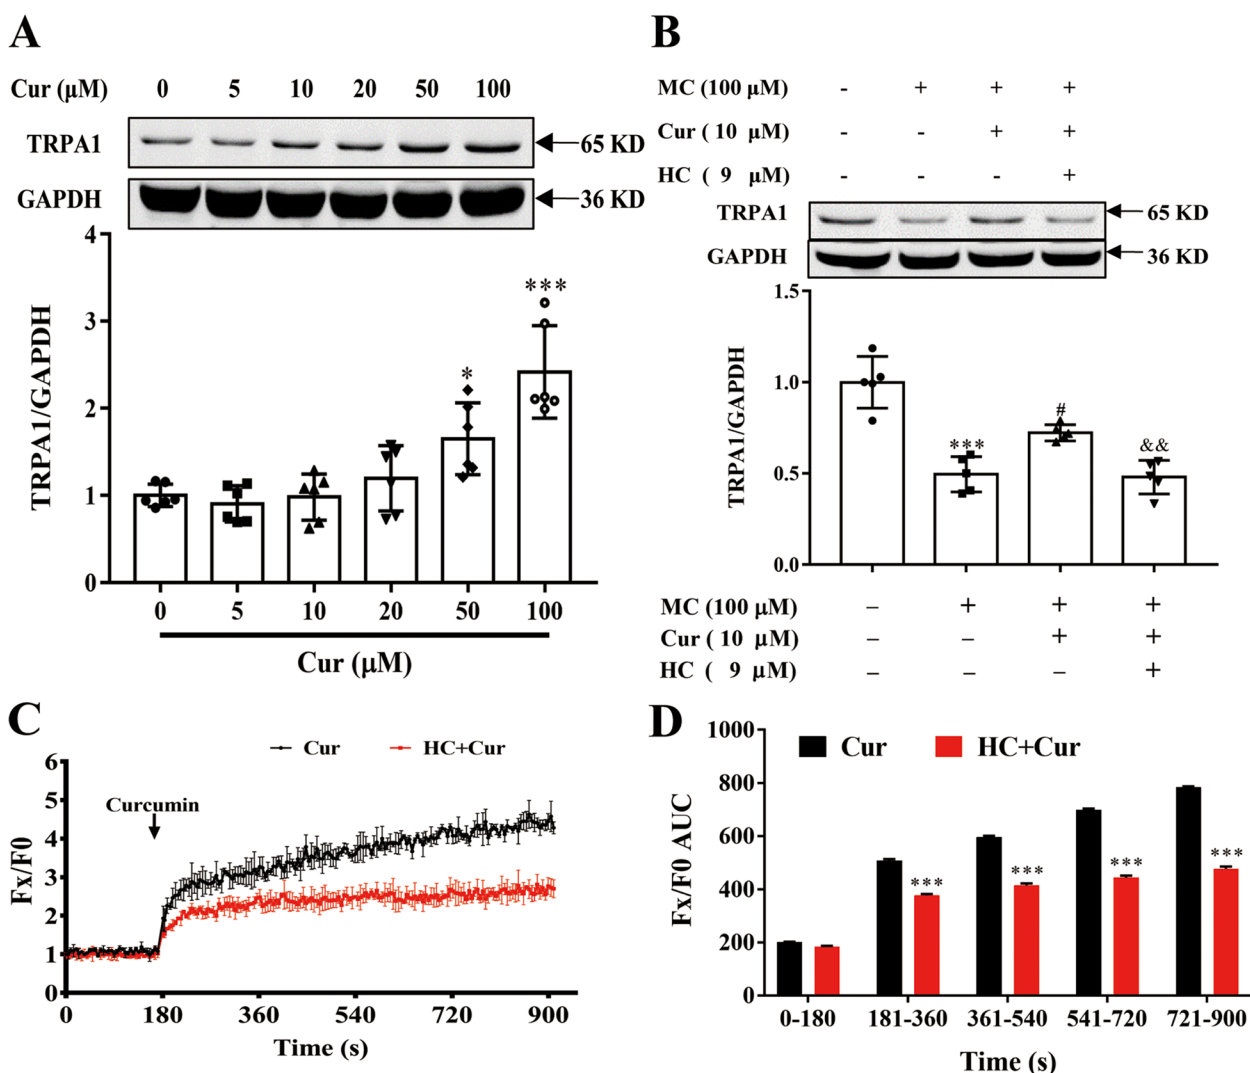 A
Cur (μM) 0 5 10 20 50 100
TRPA1 65 KD
GAPDH 36 KD
4
3
2
1
0
TRPA1/GAPDH
*
***
0 5 10 20 50 100
Cur (μM)
B
MC (100 μM) - + + +
Cur ( 10 μM) - - + +
HC ( 9 μM) - - - +
TRPA1 65 KD
GAPDH 36 KD
1.5
1.0
0.5
0.0
TRPA1/GAPDH
***
#
&&
MC (100 μM) – + + +
Cur ( 10 μM) – – + +
HC ( 9 μM) – – – +
C
Cur HC+Cur
6
5
4
3
2
1
0
Fx/F0
Curcumin
0 180 360 540 720 900
Time (s)
D
Cur HC+Cur
1000
800
600
400
200
0
Fx/F0 AUC
*** *** *** ***
0-180 181-360 361-540 541-720 721-900
Time (s)